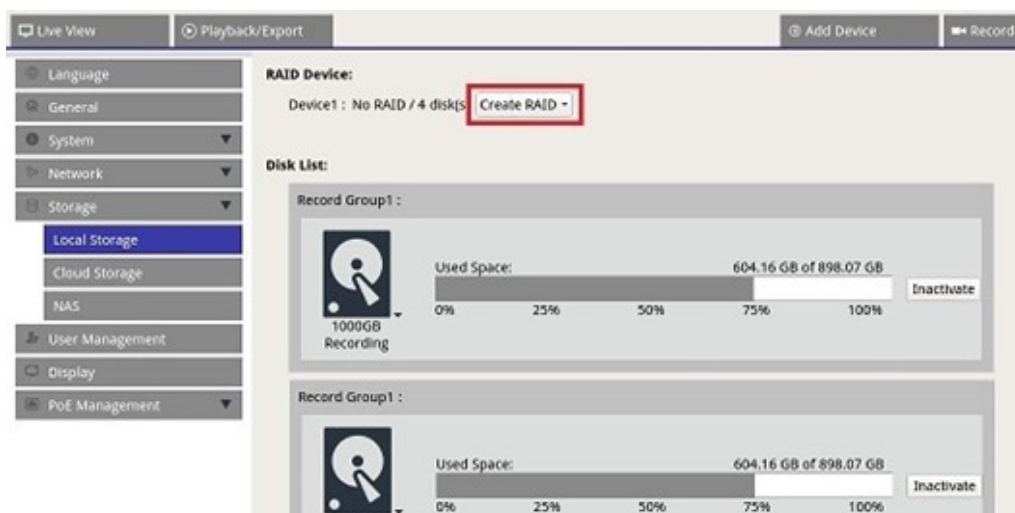 Live View
Playback/Export
Add Device
Record
Language
General
System
Network
Storage
Local Storage
Cloud Storage
NAS
User Management
Display
PoE Management
RAID Device:
Device1 : No RAID / 4 disk[s
Create RAID
Disk List:
Record Group1 :
1000GB
Recording
Used Space:
604.16 GB of 898.07 GB
0% 25% 50% 75% 100%
Inactivate
Record Group1 :
Used Space:
604.16 GB of 898.07 GB
0% 25% 50% 75% 100%
Inactivate